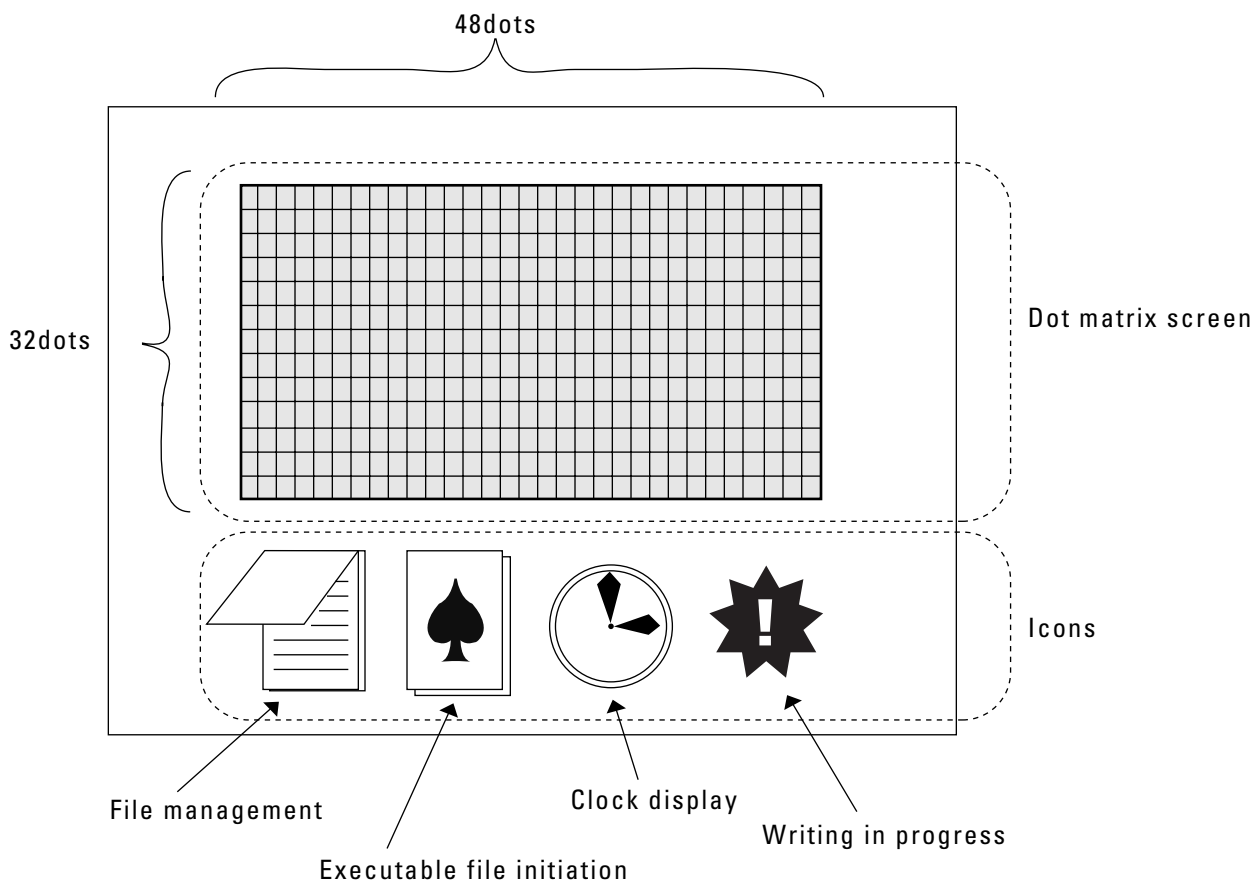 48dots
32dots
Dot matrix screen
!
Icons
File management
Clock display
Writing in progress
Executable file initiation